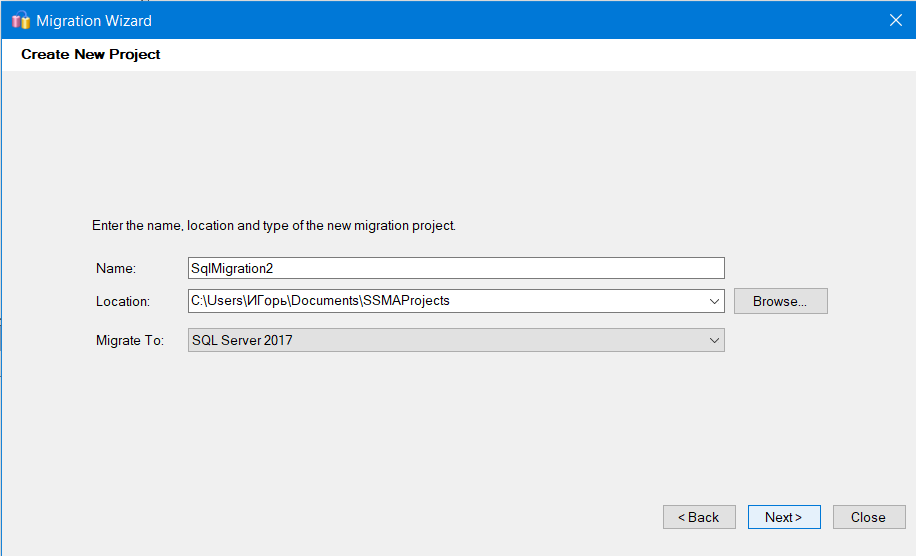 Migration Wizard
Create New Project
Enter the name, location and type of the new migration project.
Name: SqlMigration2
Location: C:\Users\ИГорь\Documents\SSMAProjects Browse...
Migrate To: SQL Server 2017
< Back Next > Close